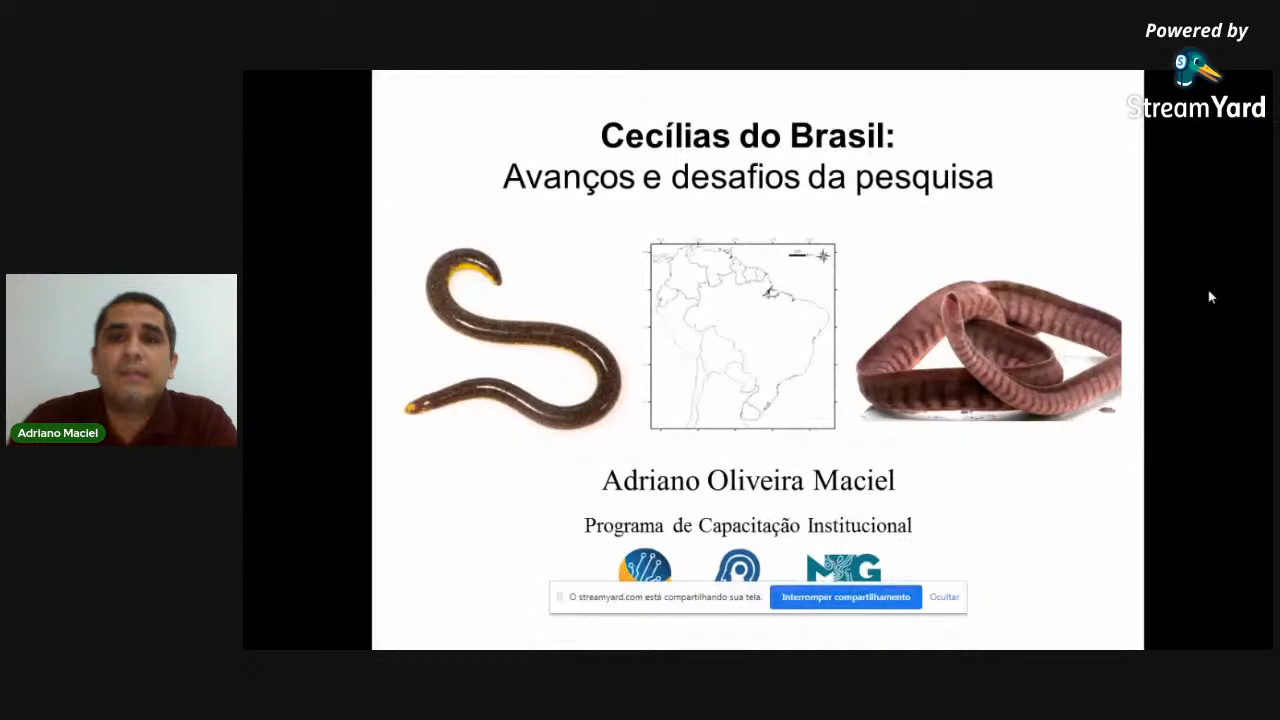 Powered by
StreamYard
Cecílias do Brasil:
Avanços e desafios da pesquisa
Adriano Maciel
Adriano Oliveira Maciel
Programa de Capacitação Institucional
O streamyard.com está compartilhando sua tela.
Interromper compartilhamento
Ocultar